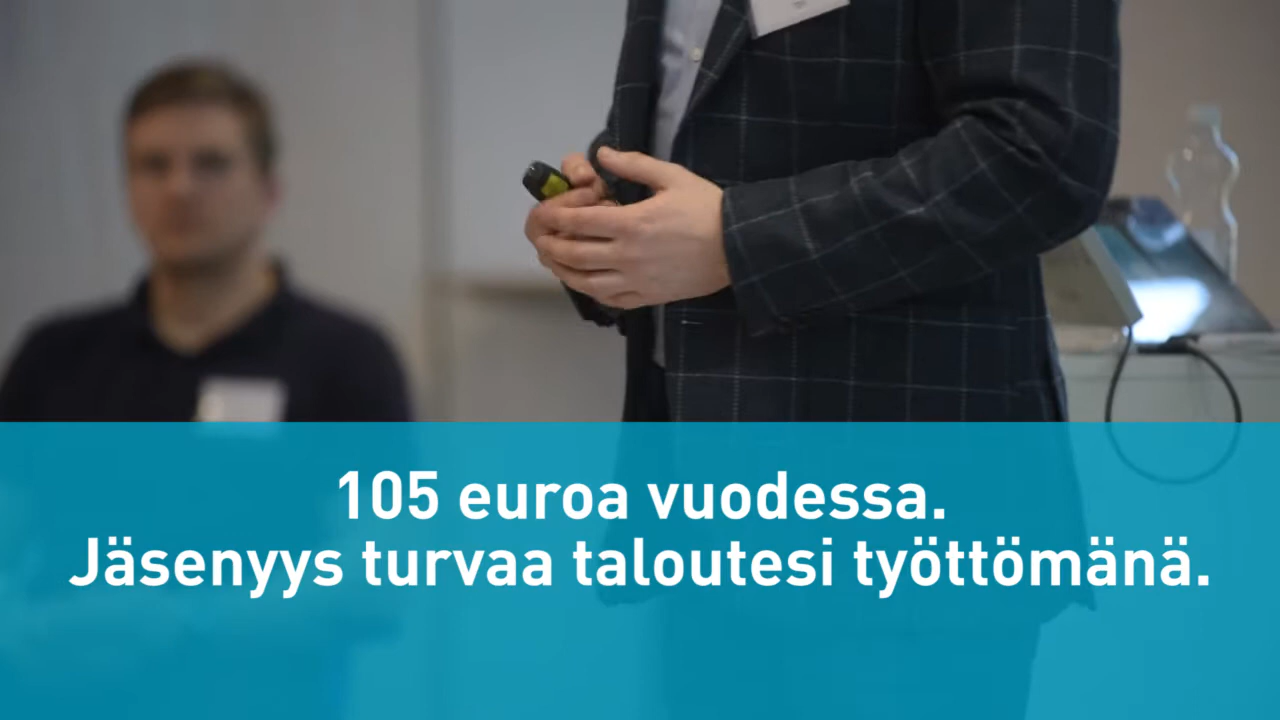 105 euroa vuodessa.
Jäsenyys turvaa taloutesi työttömänä.